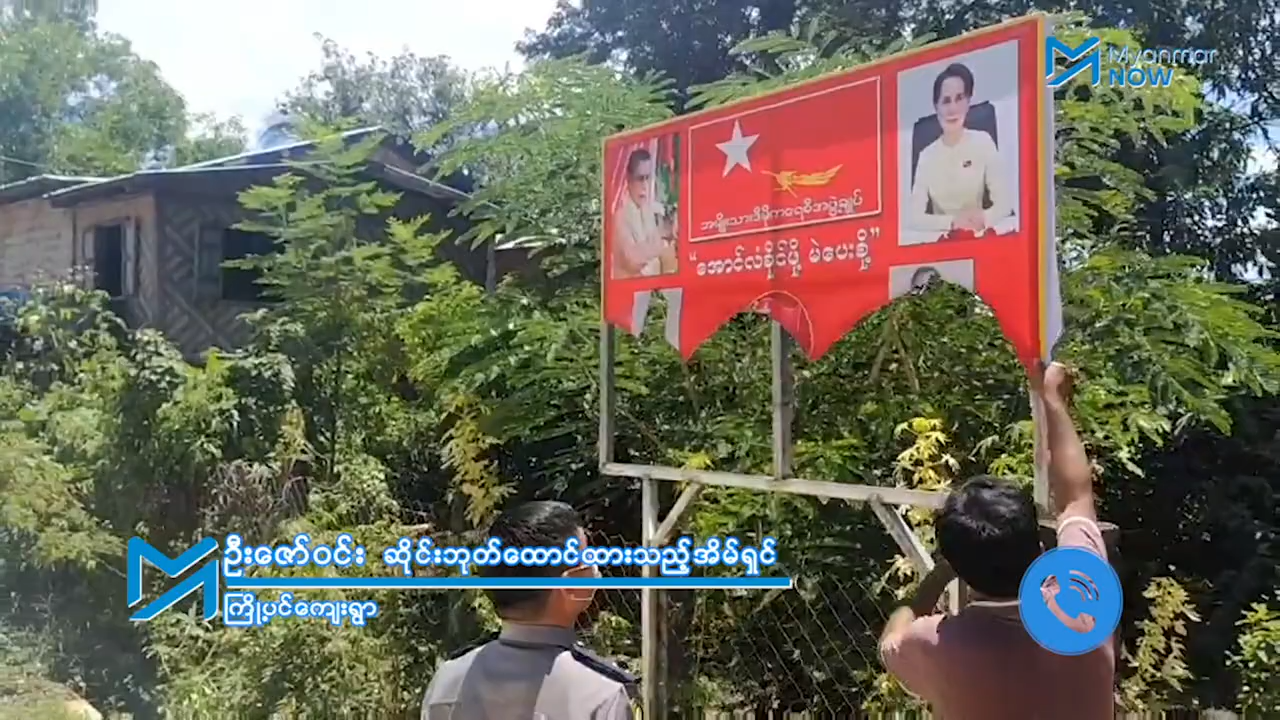 Myanmar
NOW
အမျိုးသားဒီမိုကရေစီအဖွဲ့ချုပ်
"အောင်လံခိုင်ဖို့ မဲပေးစို့"
ဦးဇော်ဝင်း ဆိုင်းဘုတ်ထောင်ထားသည့်အိမ်ရှင်
ကြို့ပင်ကျေးရွာ